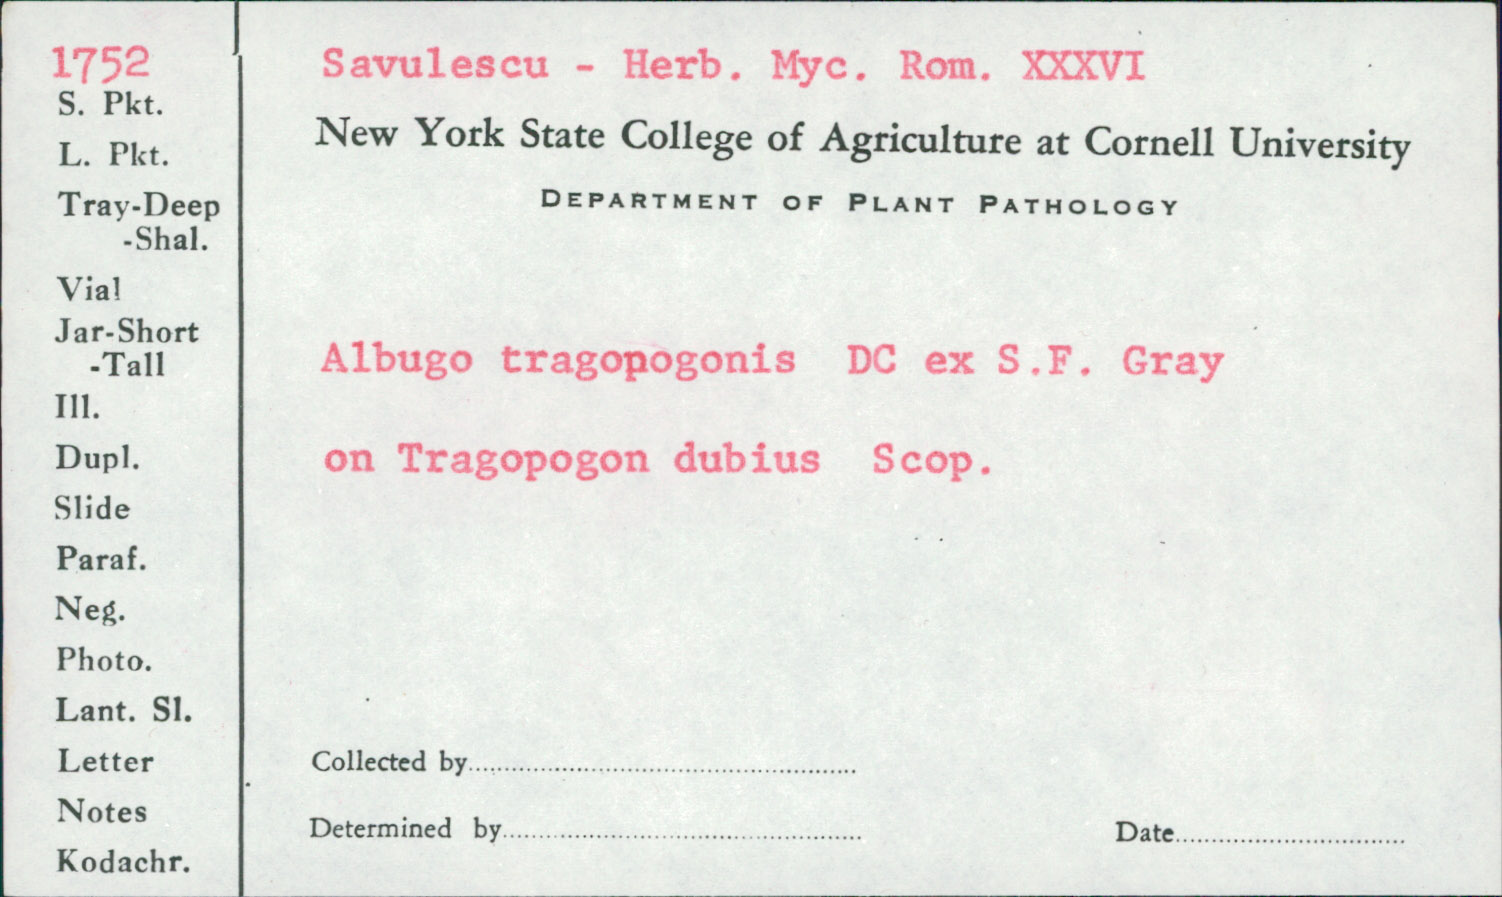 1752
S. Pkt.
L. Pkt.
Tray-Deep
-Shal.
Vial
Jar-Short
-Tall
Ill.
Dupl.
Slide
Paraf.
Neg.
Photo.
Lant. Sl.
Letter
Notes
Kodachr.
Savulescu - Herb. Myc. Rom. XXXVI
New York State College of Agriculture at Cornell University
DEPARTMENT OF PLANT PATHOLOGY
Albugo tragopogonis DC ex S.F. Gray
on Tragopogon dubius Scop.
Collected by
Determined by
Date